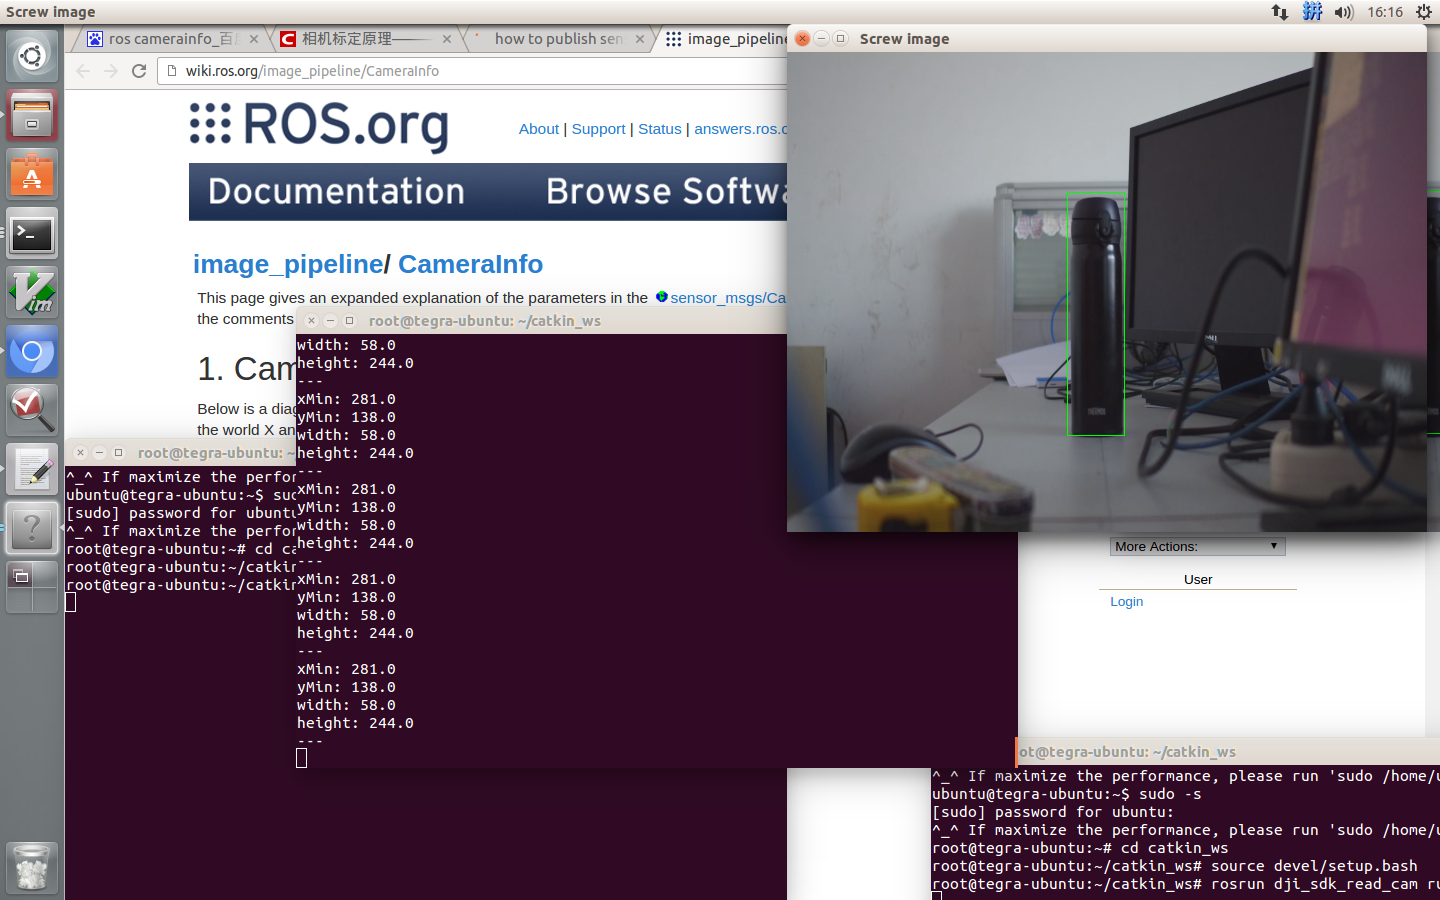 Screw image
16:16
ros camerainfo_百
相机标定原理
how to publish sen
image_pipeline
wiki.ros.org/image_pipeline/CameraInfo
ROS.org
About | Support | Status | answers.ros.o
Documentation
Browse Softwa
image_pipeline/ CameraInfo
This page gives an expanded explanation of the parameters in the sensor_msgs/Ca
the comments
1. Cam
Below is a diag
the world X an
Screw image
More Actions:
User
Login
root@tegra-ubuntu: ~/catkin_ws
width: 58.0
height: 244.0
---
xMin: 281.0
yMin: 138.0
width: 58.0
height: 244.0
---
xMin: 281.0
yMin: 138.0
width: 58.0
height: 244.0
---
xMin: 281.0
yMin: 138.0
width: 58.0
height: 244.0
---
xMin: 281.0
yMin: 138.0
width: 58.0
height: 244.0
---
root@tegra-ubuntu: ~
^_^ If maximize the perfor
ubuntu@tegra-ubuntu:~$ sud
[sudo] password for ubuntu
^_^ If maximize the perfor
root@tegra-ubuntu:~# cd ca
root@tegra-ubuntu:~/catkin
root@tegra-ubuntu:~/catkin
ot@tegra-ubuntu: ~/catkin_ws
^_^ If maximize the performance, please run 'sudo /home/u
ubuntu@tegra-ubuntu:~$ sudo -s
[sudo] password for ubuntu:
^_^ If maximize the performance, please run 'sudo /home/u
root@tegra-ubuntu:~# cd catkin_ws
root@tegra-ubuntu:~/catkin_ws# source devel/setup.bash
root@tegra-ubuntu:~/catkin_ws# rosrun dji_sdk_read_cam ru